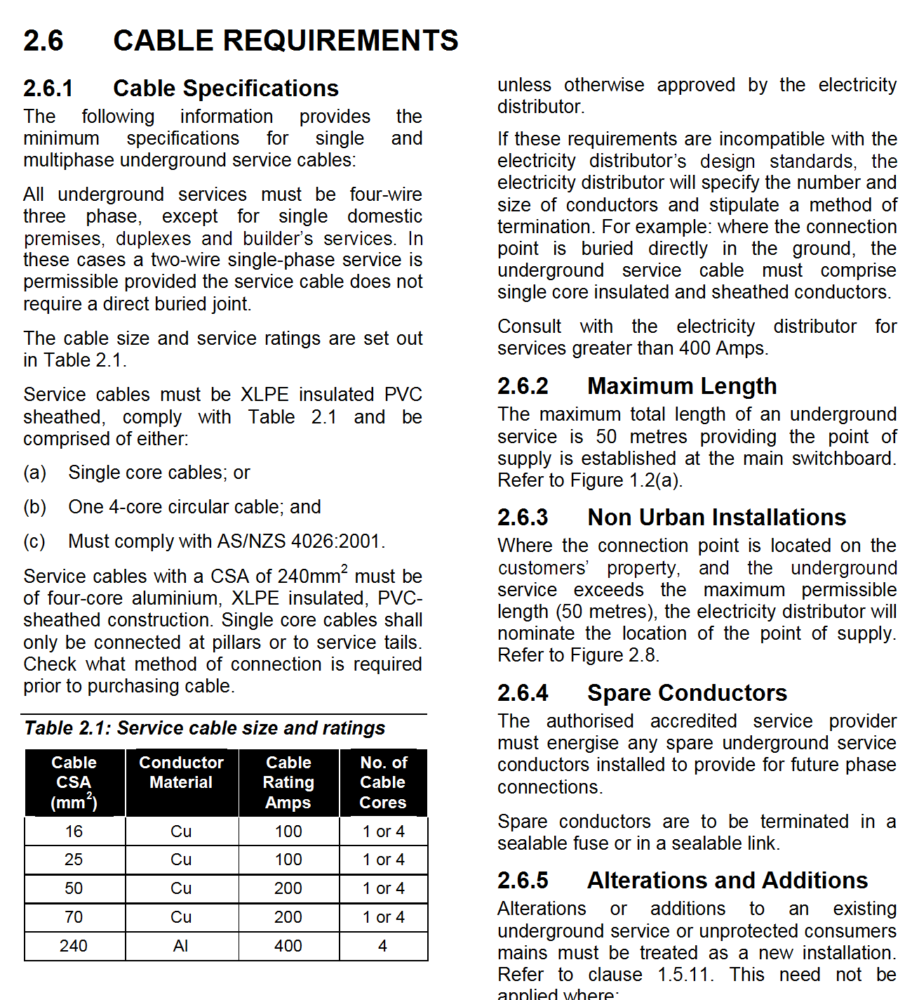 2.6 CABLE REQUIREMENTS
2.6.1 Cable Specifications
The following information provides the
minimum specifications for single and
multiphase underground service cables:
All underground services must be four-wire
three phase, except for single domestic
premises, duplexes and builder's services. In
these cases a two-wire single-phase service is
permissible provided the service cable does not
require a direct buried joint.
The cable size and service ratings are set out
in Table 2.1.
Service cables must be XLPE insulated PVC
sheathed, comply with Table 2.1 and be
comprised of either:
(a) Single core cables; or
(b) One 4-core circular cable; and
(c) Must comply with AS/NZS 4026:2001.
Service cables with a CSA of 240mm² must be
of four-core aluminium, XLPE insulated, PVC-
sheathed construction. Single core cables shall
only be connected at pillars or to service tails.
Check what method of connection is required
prior to purchasing cable.
Table 2.1: Service cable size and ratings
Cable Conductor Cable No. of
CSA Material Rating Cable
(mm²) Amps Cores
16 Cu 100 1 or 4
25 Cu 100 1 or 4
50 Cu 200 1 or 4
70 Cu 200 1 or 4
240 Al 400 4
unless otherwise approved by the electricity
distributor.
If these requirements are incompatible with the
electricity distributor's design standards, the
electricity distributor will specify the number and
size of conductors and stipulate a method of
termination. For example: where the connection
point is buried directly in the ground, the
underground service cable must comprise
single core insulated and sheathed conductors.
Consult with the electricity distributor for
services greater than 400 Amps.
2.6.2 Maximum Length
The maximum total length of an underground
service is 50 metres providing the point of
supply is established at the main switchboard.
Refer to Figure 1.2(a).
2.6.3 Non Urban Installations
Where the connection point is located on the
customers' property, and the underground
service exceeds the maximum permissible
length (50 metres), the electricity distributor will
nominate the location of the point of supply.
Refer to Figure 2.8.
2.6.4 Spare Conductors
The authorised accredited service provider
must energise any spare underground service
conductors installed to provide for future phase
connections.
Spare conductors are to be terminated in a
sealable fuse or in a sealable link.
2.6.5 Alterations and Additions
Alterations or additions to an existing
underground service or unprotected consumers
mains must be treated as a new installation.
Refer to clause 1.5.11. This need not be
applied where: